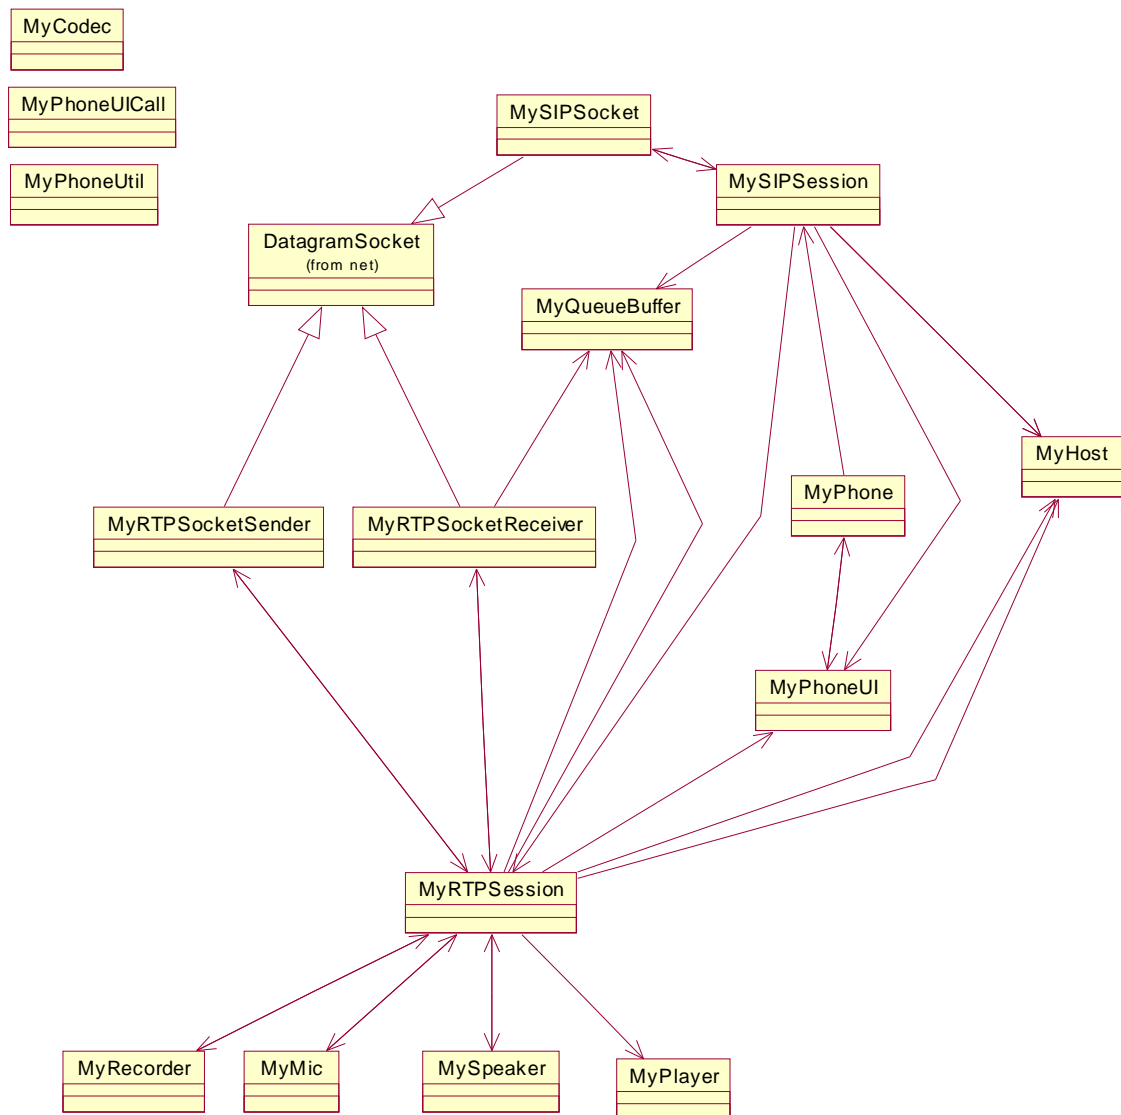 MyCodec
MyPhoneUICall
MySIPSocket
MyPhoneUtil
MySIPSession
DatagramSocket
(from net)
MyQueueBuffer
MyHost
MyPhone
MyRTPSocketSender
MyRTPSocketReceiver
MyPhoneUI
MyRTPSession
MyRecorder
MyMic
MySpeaker
MyPlayer